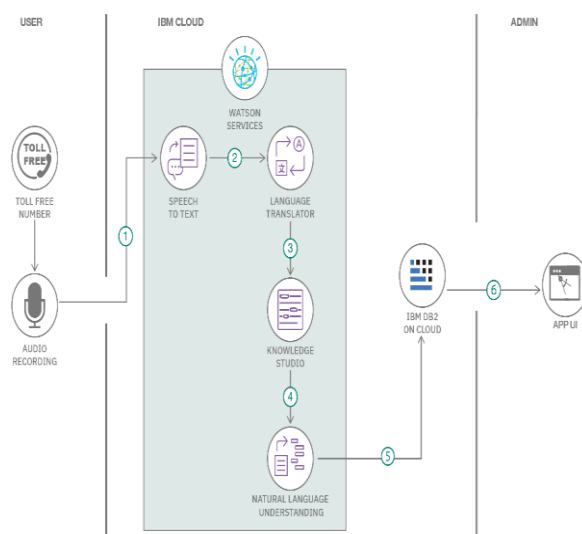 USER
IBM CLOUD
ADMIN
WATSON
SERVICES
TOLL
FREE
TOLL FREE
NUMBER
AUDIO
RECORDING
1
SPEECH
TO TEXT
2
A
文
LANGUAGE
TRANSLATOR
3
KNOWLEDGE
STUDIO
4
NATURAL LANGUAGE
UNDERSTANDING
5
IBM DB2
ON CLOUD
6
APP UI